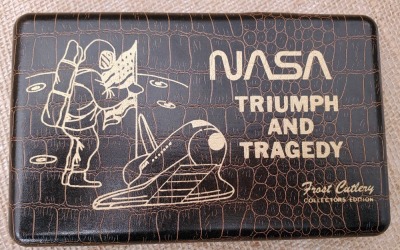 NASA
TRIUMPH
AND
TRAGEDY
Frost Cutlery
COLLECTORS EDITION